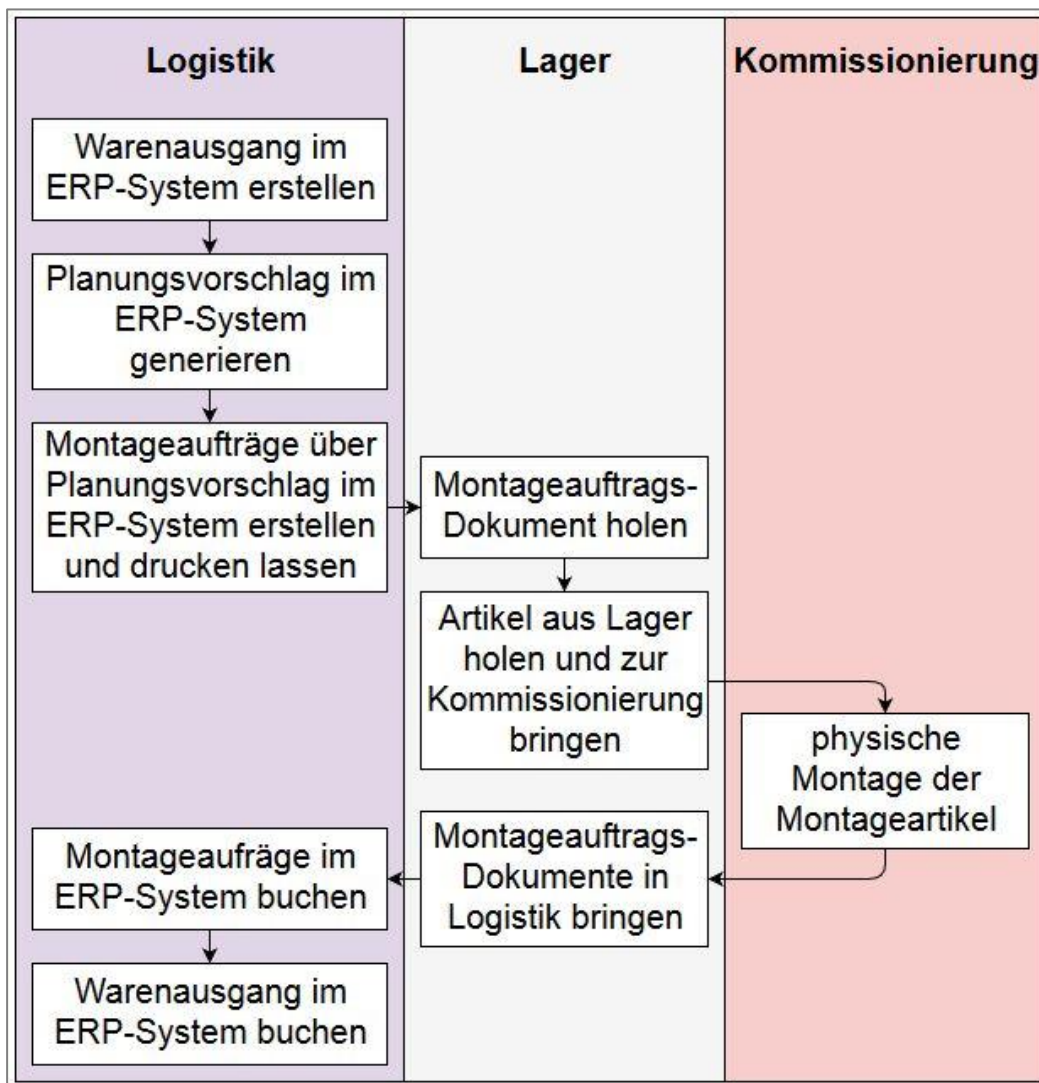 Logistik
Lager
Kommissionierung
Warenausgang im
ERP-System erstellen
Planungsvorschlag im
ERP-System
generieren
Montageaufträge über
Planungsvorschlag im
ERP-System erstellen
und drucken lassen
Montageauftrags-
Dokument holen
Artikel aus Lager
holen und zur
Kommissionierung
bringen
physische
Montage der
Montageartikel
Montageauftrags-
Dokumente in
Logistik bringen
Montageaufräge im
ERP-System buchen
Warenausgang im
ERP-System buchen